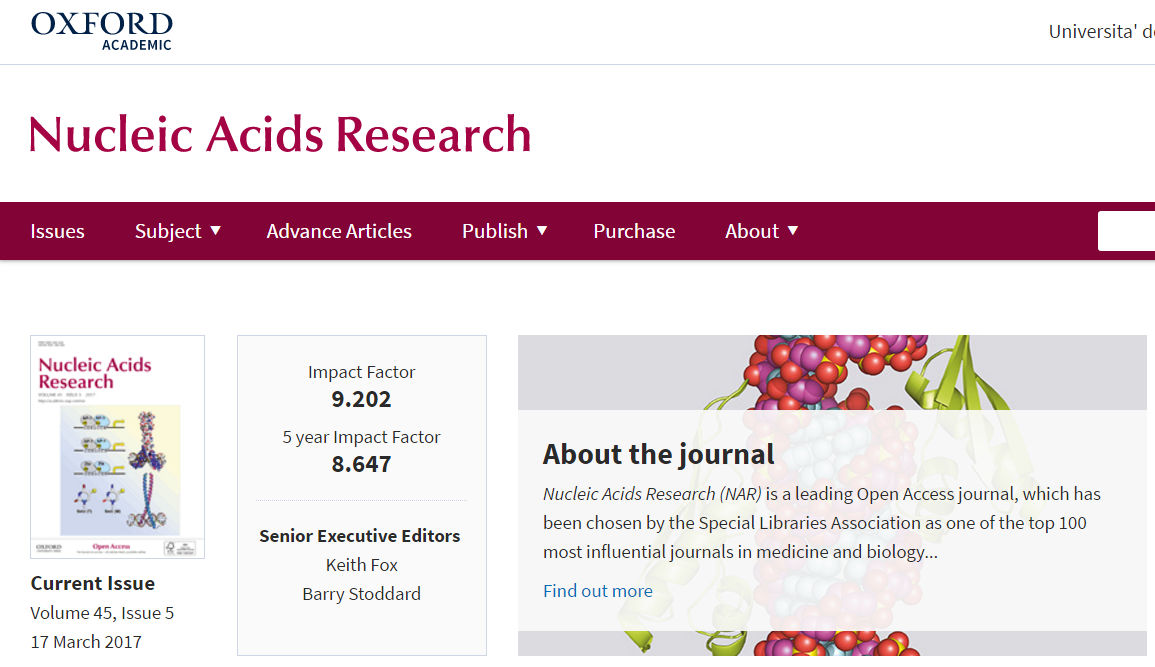 OXFORD
ACADEMIC
Universita' d
Nucleic Acids Research
Issues
Subject ▼
Advance Articles
Publish ▼
Purchase
About ▼
Nucleic Acids
Research
OXFORD
Open Access
Current Issue
Volume 45, Issue 5
17 March 2017
Impact Factor
9.202
5 year Impact Factor
8.647
Senior Executive Editors
Keith Fox
Barry Stoddard
About the journal
Nucleic Acids Research (NAR) is a leading Open Access journal, which has
been chosen by the Special Libraries Association as one of the top 100
most influential journals in medicine and biology...
Find out more